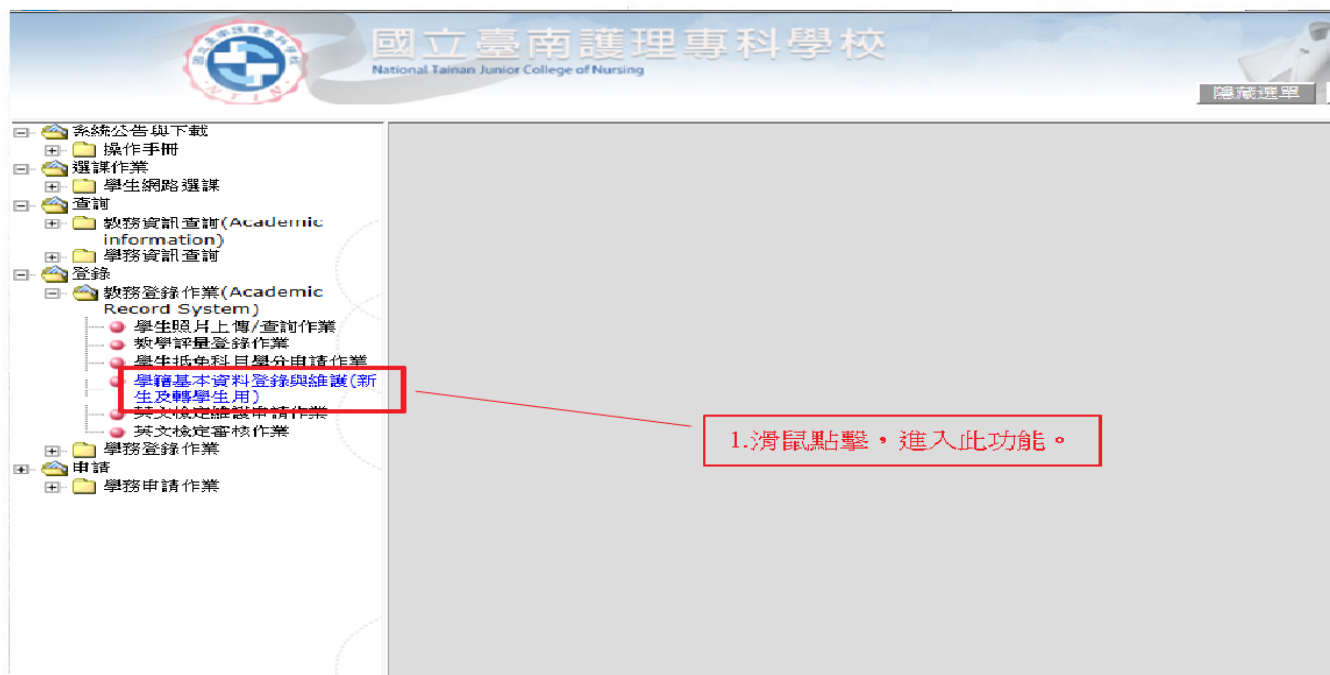 國立臺南護理專科學校
National Tainan Junior College of Nursing
NTIN
隱藏選單
系統公告與下載
操作手冊
選課作業
學生網路選課
查詢
教務資訊查詢(Academic
information)
學務資訊查詢
登錄
教務登錄作業(Academic
Record System)
學生照片上傳/查詢作業
教學評量登錄作業
學生抵免科目學分申請作業
學籍基本資料登錄與維護(新
生及轉學生用)
英文檢定維護申請作業
英文檢定審核作業
學務登錄作業
申請
學務申請作業
1.滑鼠點擊，進入此功能。